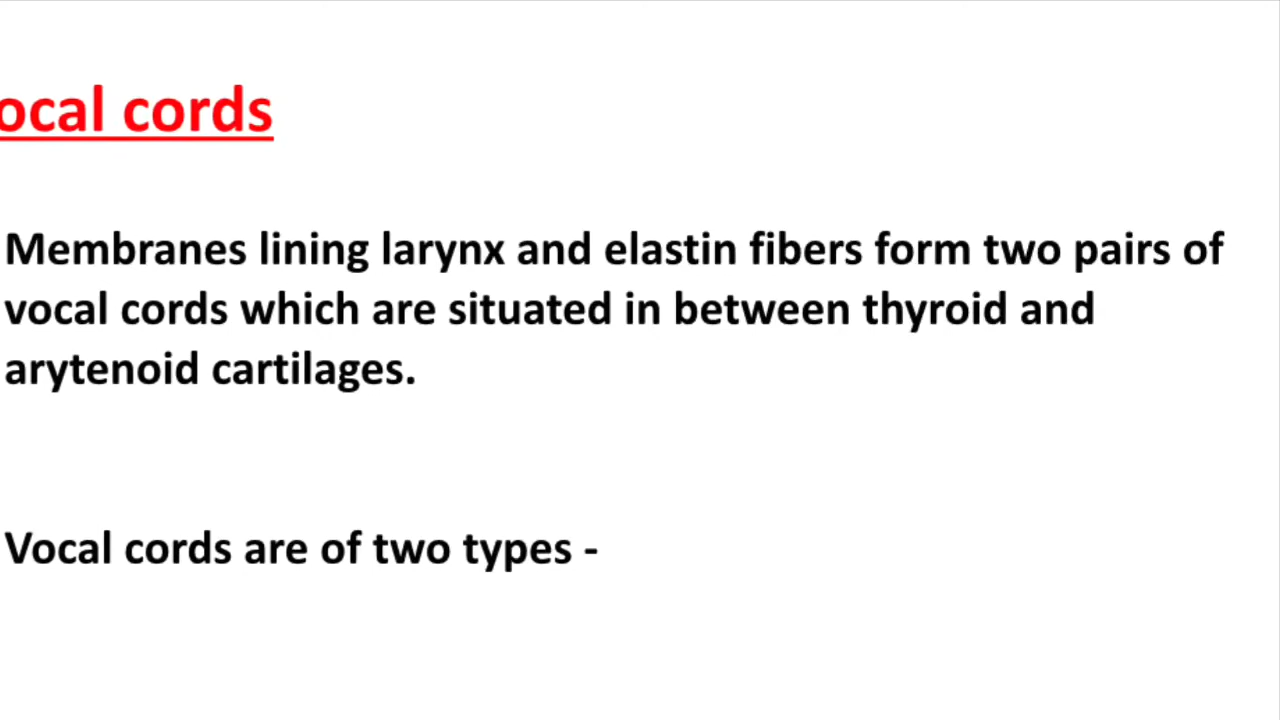 ocal cords
Membranes lining larynx and elastin fibers form two pairs of
vocal cords which are situated in between thyroid and
arytenoid cartilages.
Vocal cords are of two types -